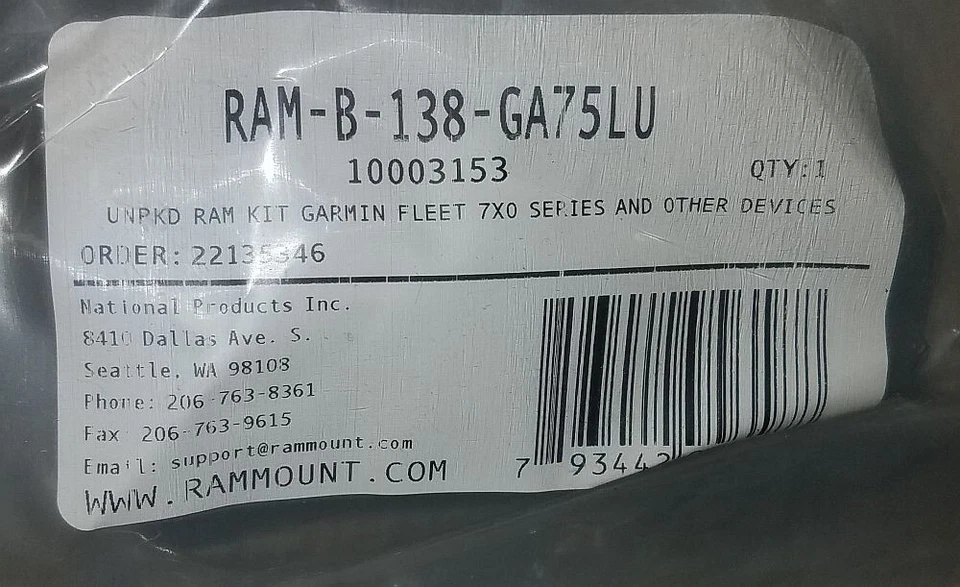 RAM-B-138-GA75LU
10003153
QTY:1
UNPKD RAM KIT GARMIN FLEET 7X0 SERIES AND OTHER DEVICES
ORDER: 22135346
National Products Inc.
8410 Dallas Ave. S.
Seattle, WA 98108
Phone: 206-763-8361
Fax 206-763-9615
Email: support@rammount.com
WWW.RAMMOUNT.COM
7 93442